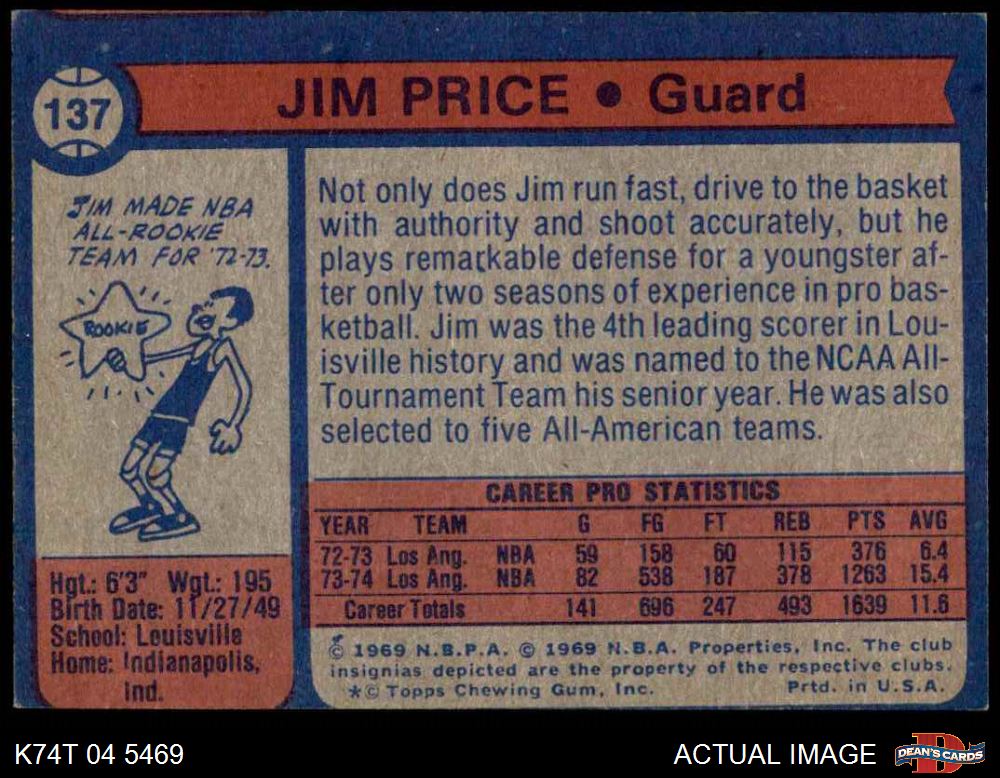 137
JIM PRICE • Guard
JIM MADE NBA
ALL-ROOKIE
TEAM FOR '72-73.
ROOKIE
Hgt.: 6'3" Wgt.: 195
Birth Date: 11/27/49
School: Louisville
Home: Indianapolis,
Ind.
Not only does Jim run fast, drive to the basket
with authority and shoot accurately, but he
plays remarkable defense for a youngster af-
ter only two seasons of experience in pro bas-
ketball. Jim was the 4th leading scorer in Lou-
isville history and was named to the NCAA All-
Tournament Team his senior year. He was also
selected to five All-American teams.
CAREER PRO STATISTICS
YEAR TEAM G FG FT REB PTS AVG
72-73 Los Ang. NBA 59 158 60 115 376 6.4
73-74 Los Ang. NBA 82 538 187 378 1263 15.4
Career Totals 141 696 247 493 1639 11.6
© 1969 N.B.P.A. © 1969 N.B.A. Properties, Inc. The club
insignias depicted are the property of the respective clubs.
*© Topps Chewing Gum, Inc. Prtd. in U.S.A.
K74T 04 5469
ACTUAL IMAGE
D
DEAN'S CARDS